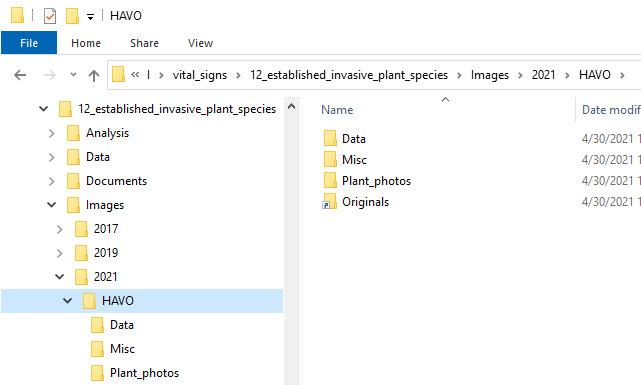 HAVO
File Home Share View
I vital_signs 12_established_invasive_plant_species Images 2021 HAVO
12_established_invasive_plant_species
Analysis
Data
Documents
Images
2017
2019
2021
HAVO
Data
Misc
Plant_photos
Name Date modif
Data 4/30/2021 1
Misc 4/30/2021 1
Plant_photos 4/30/2021 1
Originals 4/30/2021 1